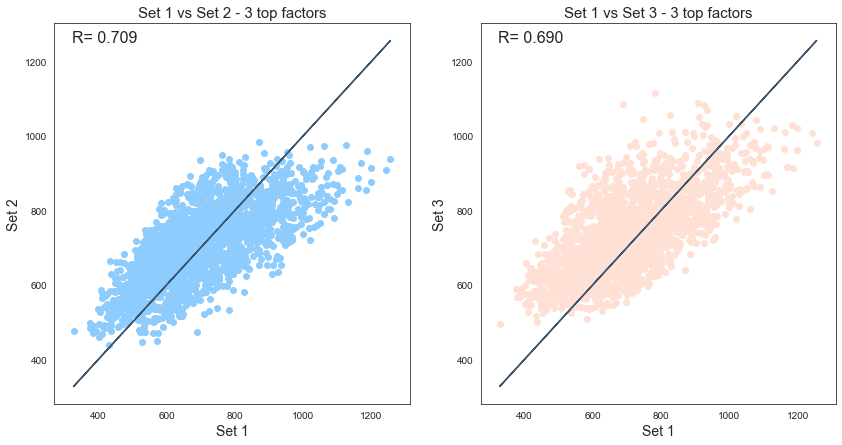 Set 1 vs Set 2 - 3 top factors
R= 0.709
1200
1000
800
600
400
Set 2
400 600 800 1000 1200
Set 1
Set 1 vs Set 3 - 3 top factors
R= 0.690
1200
1000
800
600
400
Set 3
400 600 800 1000 1200
Set 1